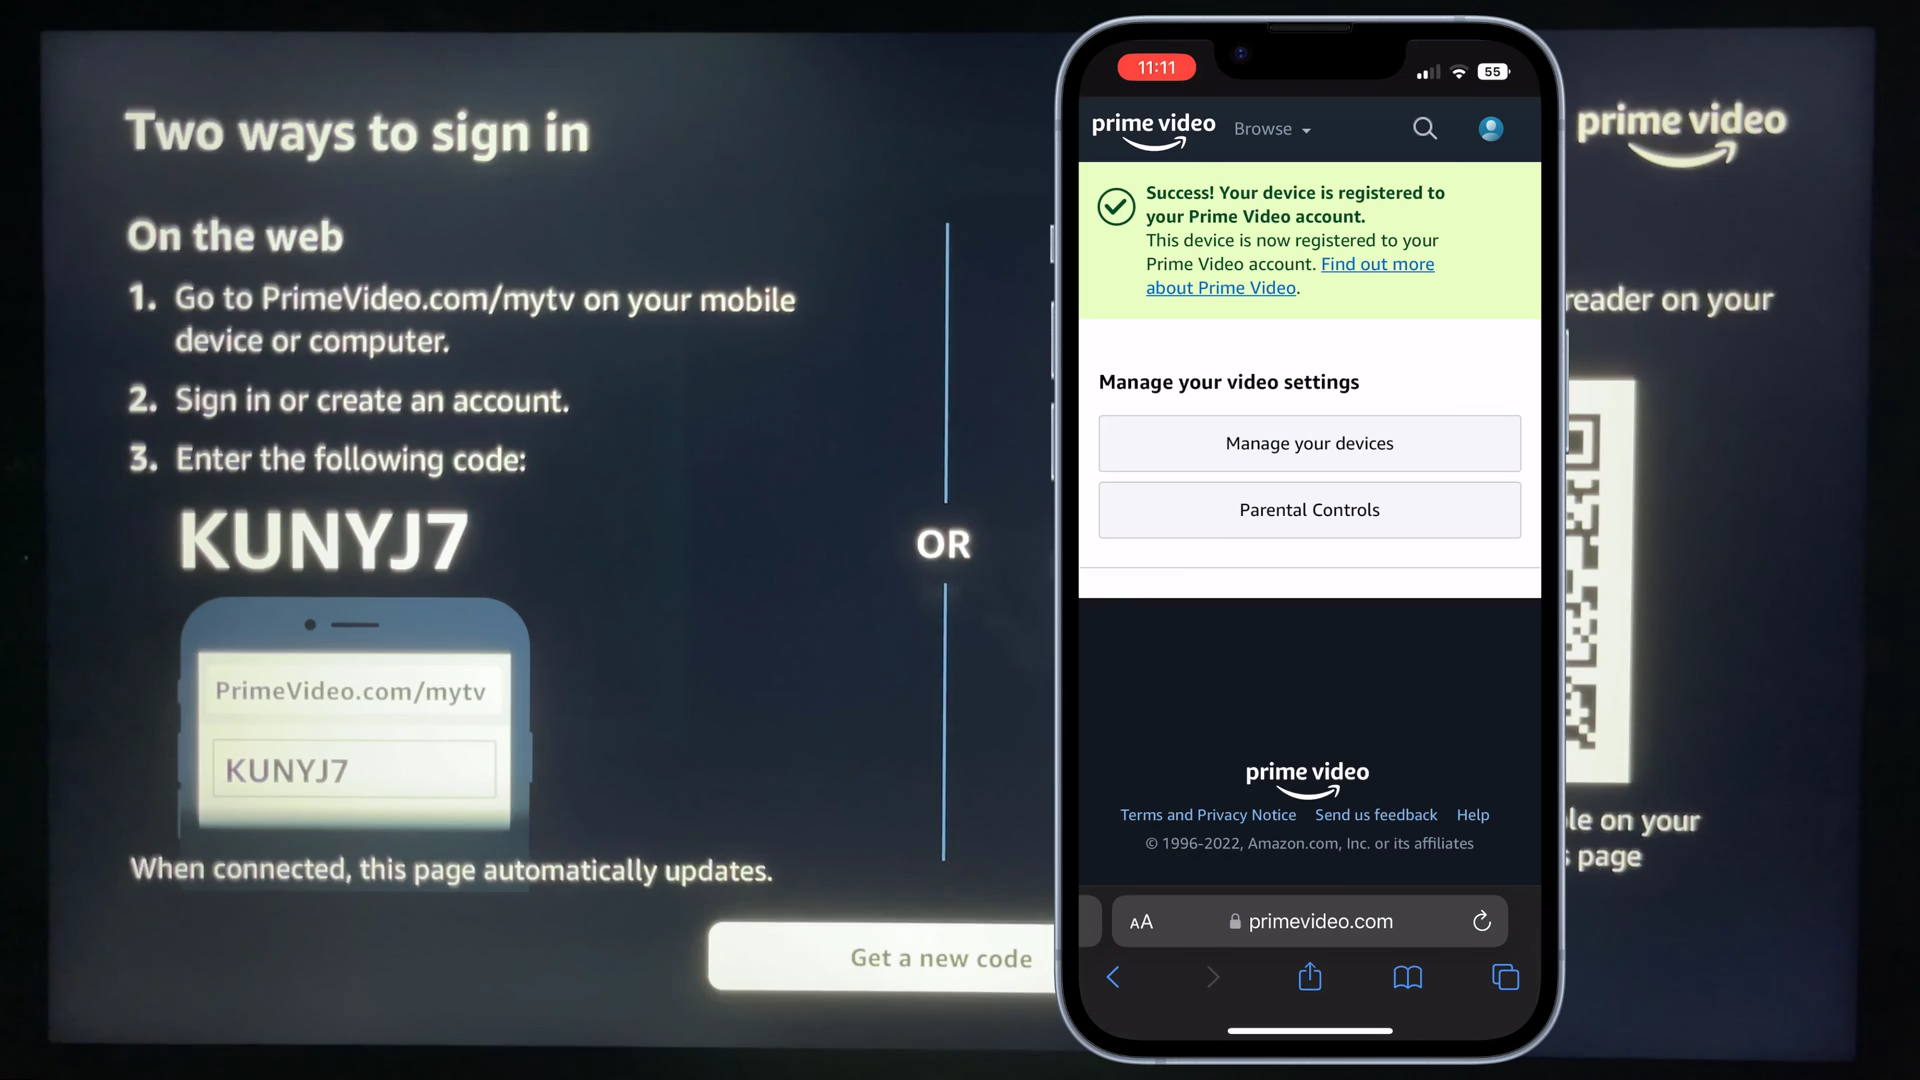 Two ways to sign in
On the web
1. Go to PrimeVideo.com/mytv on your mobile
device or computer.
2. Sign in or create an account.
3. Enter the following code:
KUNYJ7
PrimeVideo.com/mytv
KUNYJ7
When connected, this page automatically updates.
OR
Get a new code
prime video
reader on your
on your
page
11:11
55
prime video Browse
Success! Your device is registered to
your Prime Video account.
This device is now registered to your
Prime Video account. Find out more
about Prime Video.
Manage your video settings
Manage your devices
Parental Controls
prime video
Terms and Privacy Notice Send us feedback Help
© 1996-2022, Amazon.com, Inc. or its affiliates
AA primevideo.com